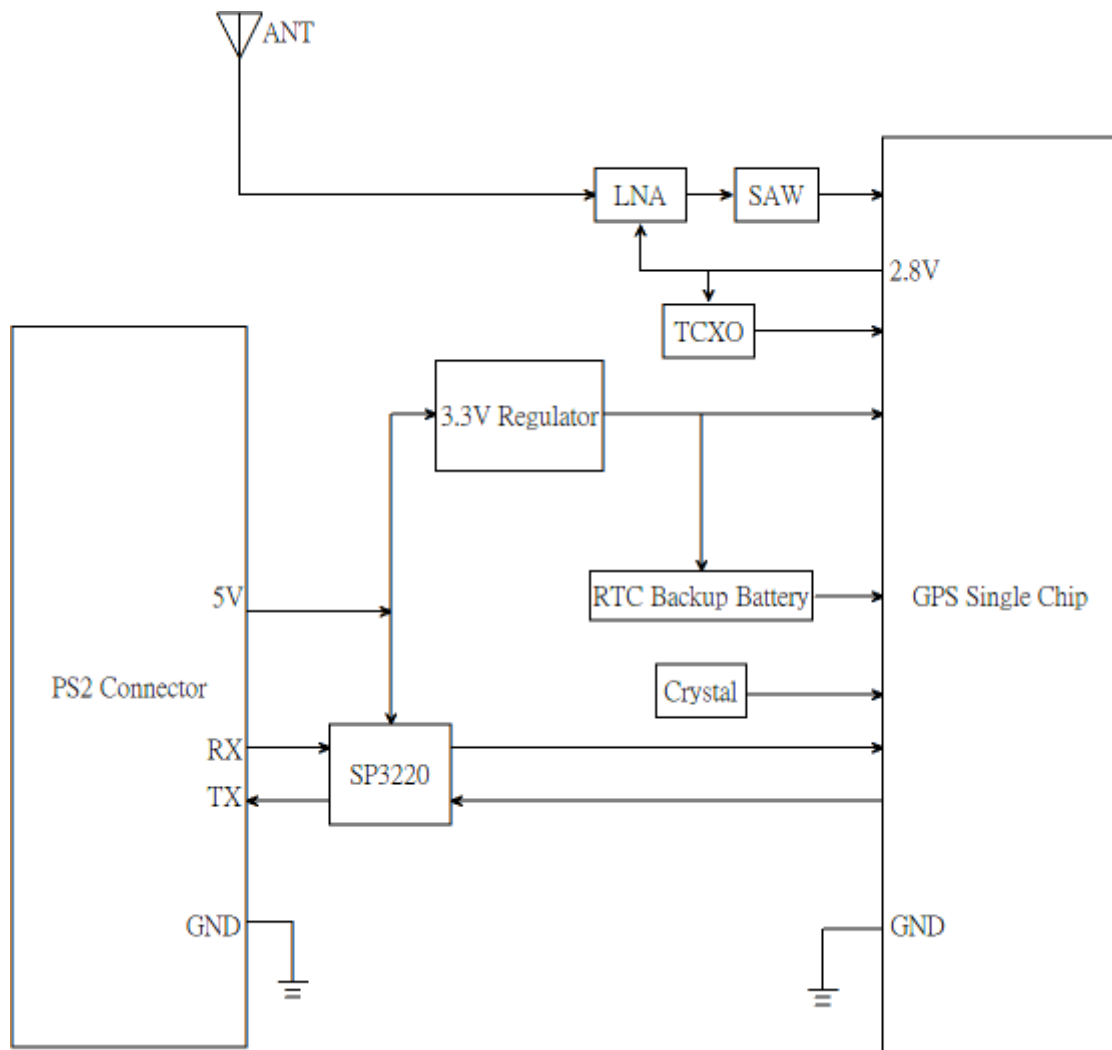 ANT
LNA
SAW
2.8V
TCXO
3.3V Regulator
5V
RTC Backup Battery
GPS Single Chip
PS2 Connector
Crystal
RX
SP3220
TX
GND
GND